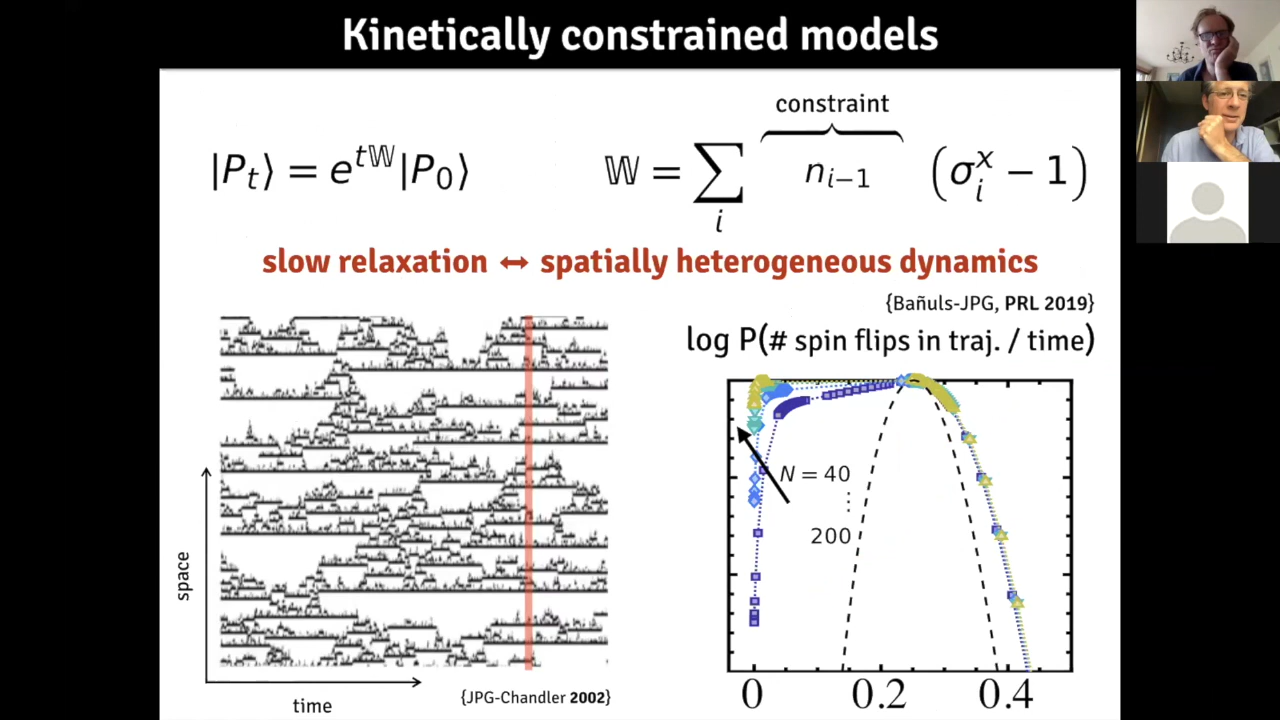 Kinetically constrained models
constraint
|P_t⟩ = e^{t𝕎}|P_0⟩
𝕎 = ∑_i n_{i−1} (σ_i^x − 1)
slow relaxation ↔ spatially heterogeneous dynamics
{Bañuls-JPG, PRL 2019}
log P(# spin flips in traj. / time)
N = 40
⋮
200
space
time
{JPG-Chandler 2002}
0 0.2 0.4